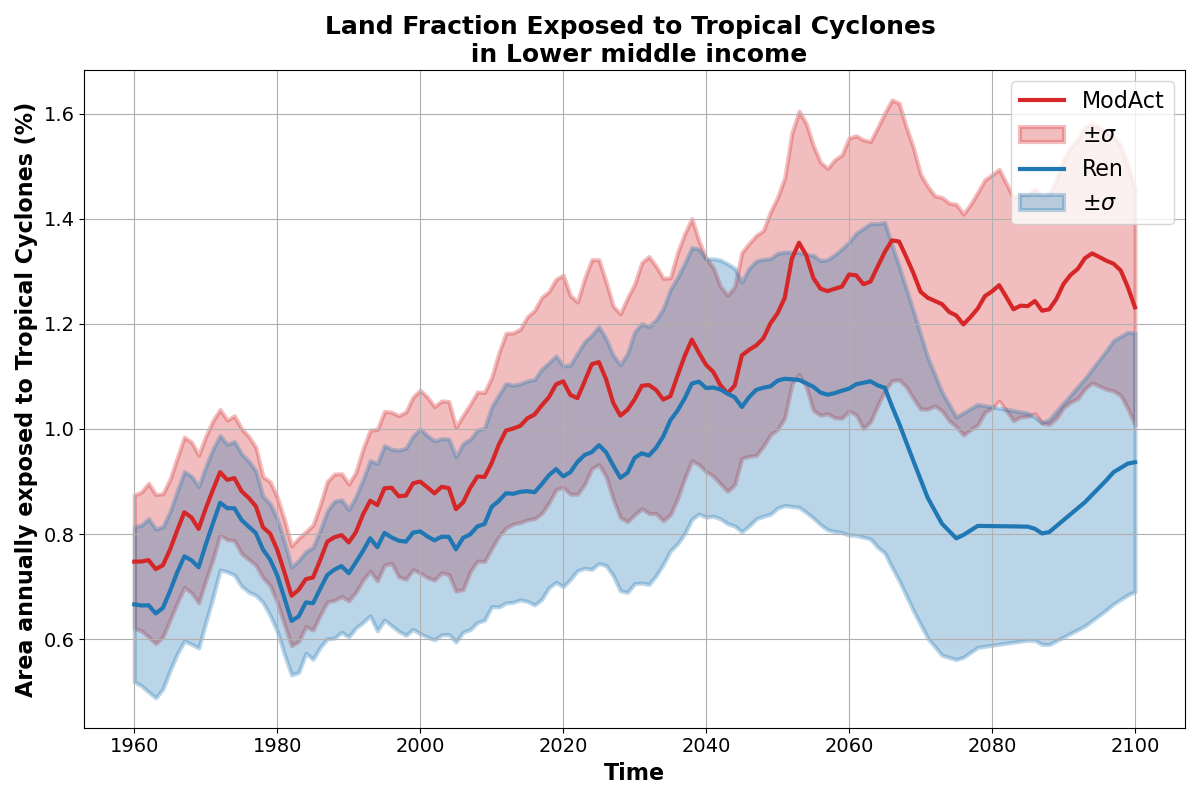 Land Fraction Exposed to Tropical Cyclones
in Lower middle income
Area annually exposed to Tropical Cyclones (%)
1.6
1.4
1.2
1.0
0.8
0.6
ModAct
±σ
Ren
±σ
1960
1980
2000
2020
2040
2060
2080
2100
Time